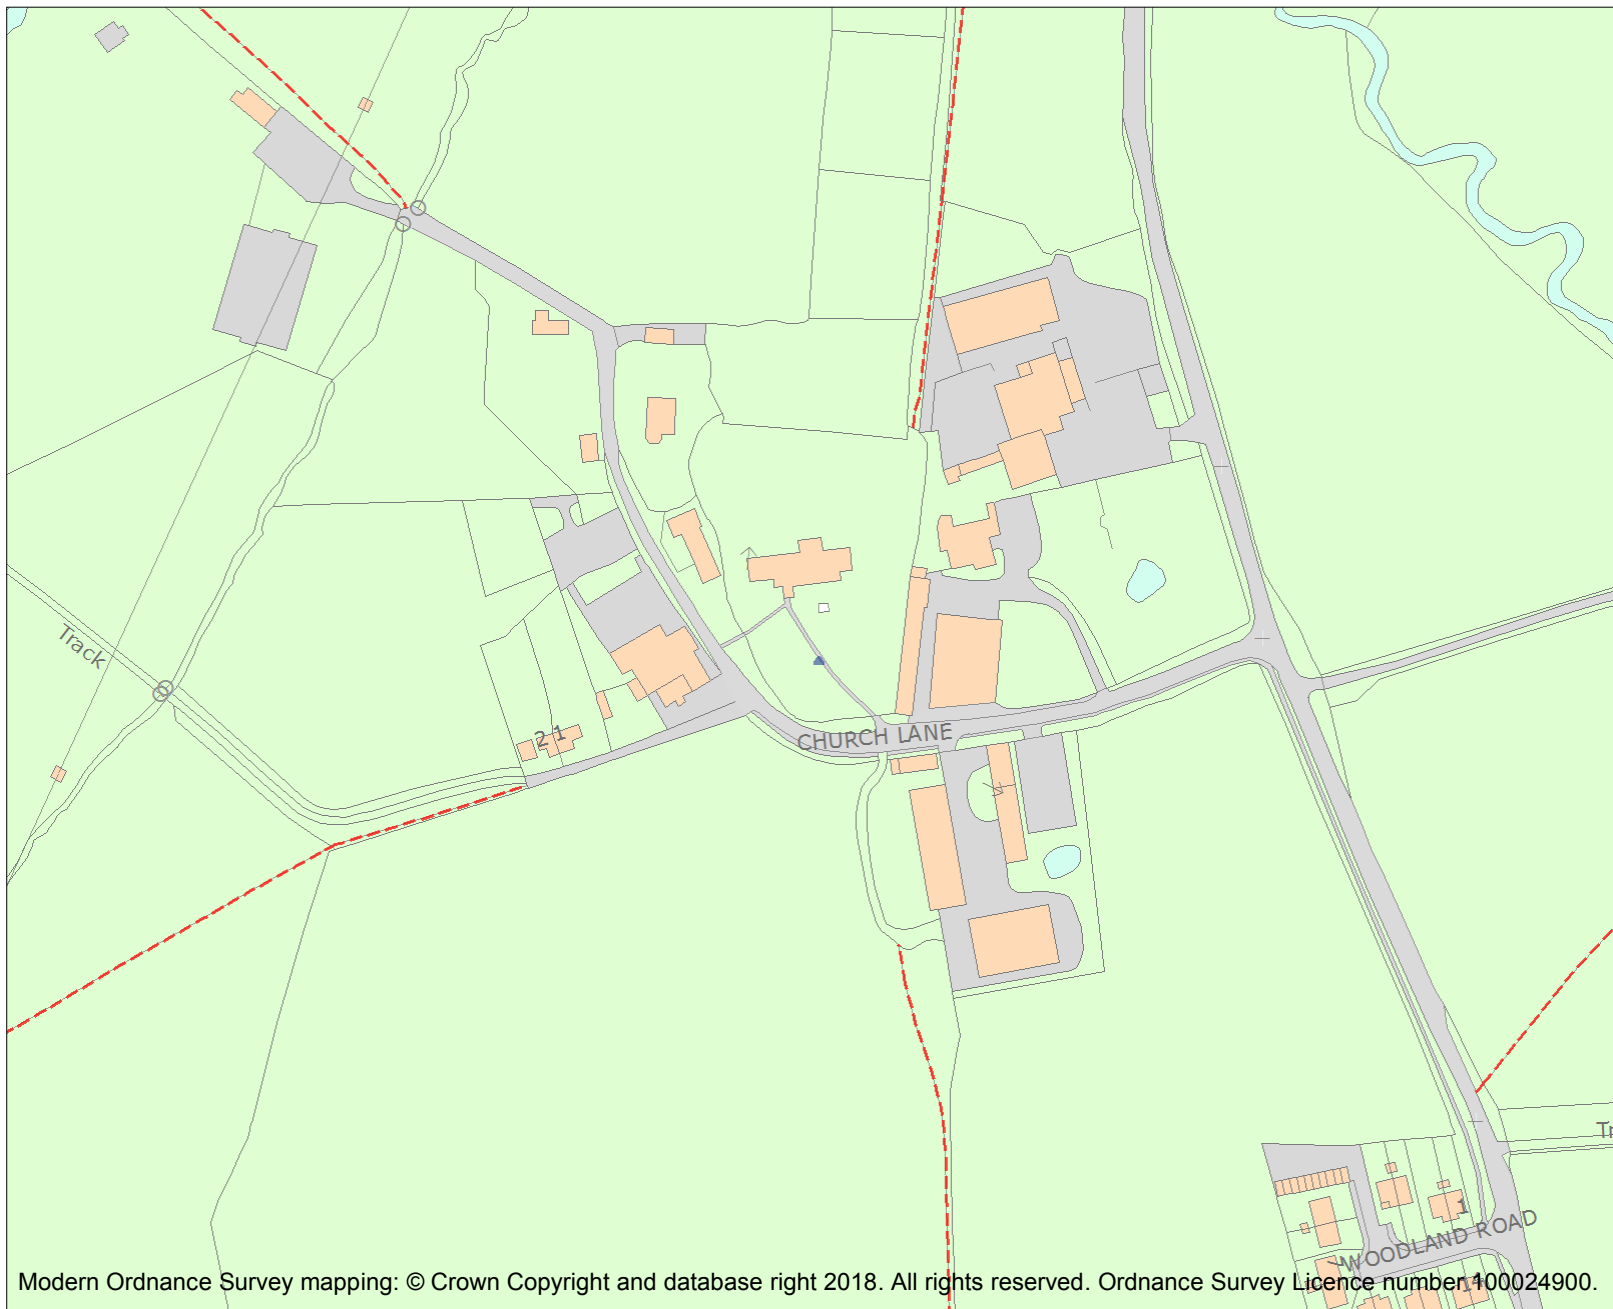 Track
2 1
CHURCH LANE
Tr
1
WOODLAND ROAD
Modern Ordnance Survey mapping: © Crown Copyright and database right 2018. All rights reserved. Ordnance Survey Licence number 100024900.